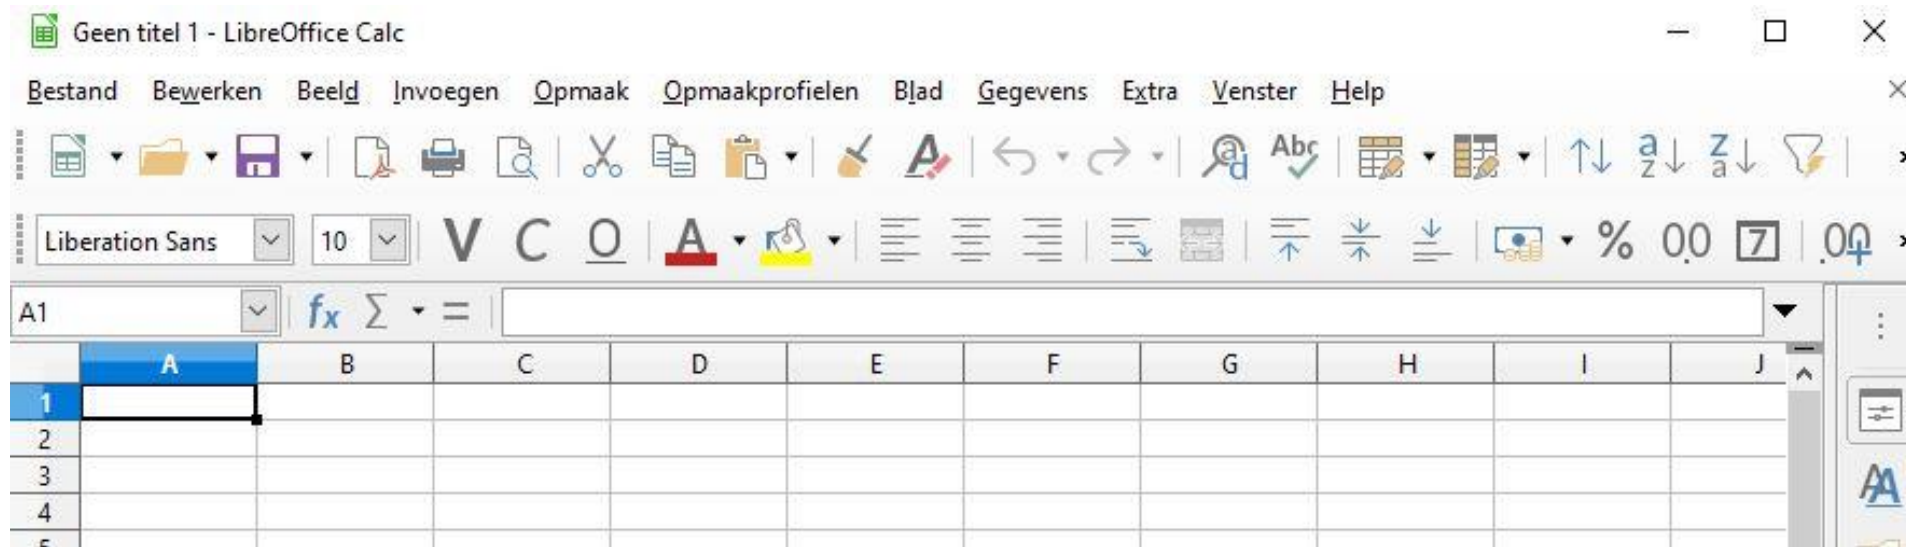 Geen titel 1 - LibreOffice Calc
Bestand Bewerken Beeld Invoegen Opmaak Opmaakprofielen Blad Gegevens Extra Venster Help
Abc a z z a
Liberation Sans 10 V C O A % 0,0 7 .00
A1 fx Σ =
A B C D E F G H I J
1
2
3
4
5